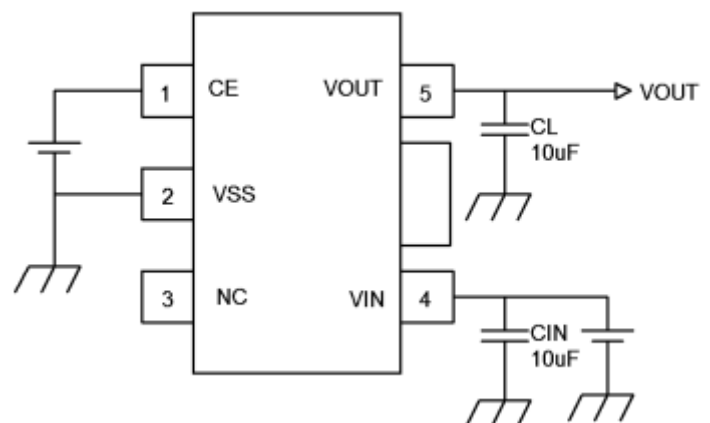 1 CE VOUT 5 VOUT
CL
10uF
2 VSS
3 NC VIN 4
CIN
10uF